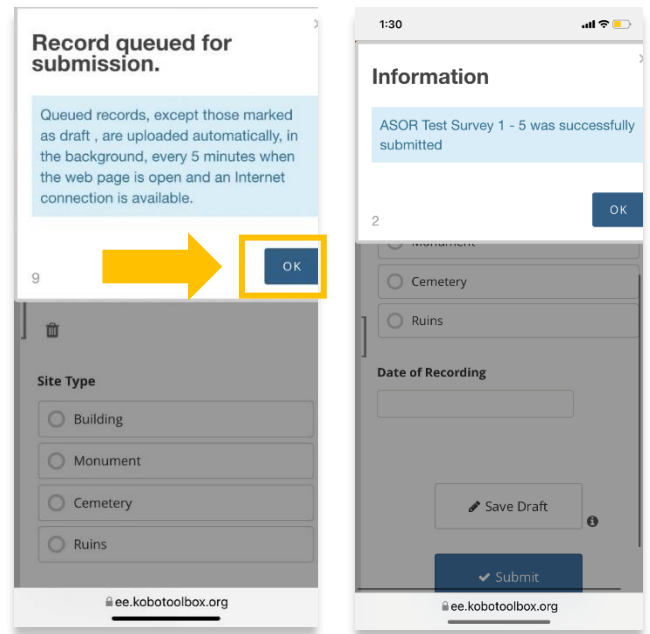 Record queued for
submission.
Queued records, except those marked
as draft , are uploaded automatically, in
the background, every 5 minutes when
the web page is open and an Internet
connection is available.
9
OK
Site Type
Building
Monument
Cemetery
Ruins
ee.kobotoolbox.org
1:30
Information
ASOR Test Survey 1 - 5 was successfully
submitted
2
OK
Monument
Cemetery
Ruins
Date of Recording
Save Draft
Submit
ee.kobotoolbox.org